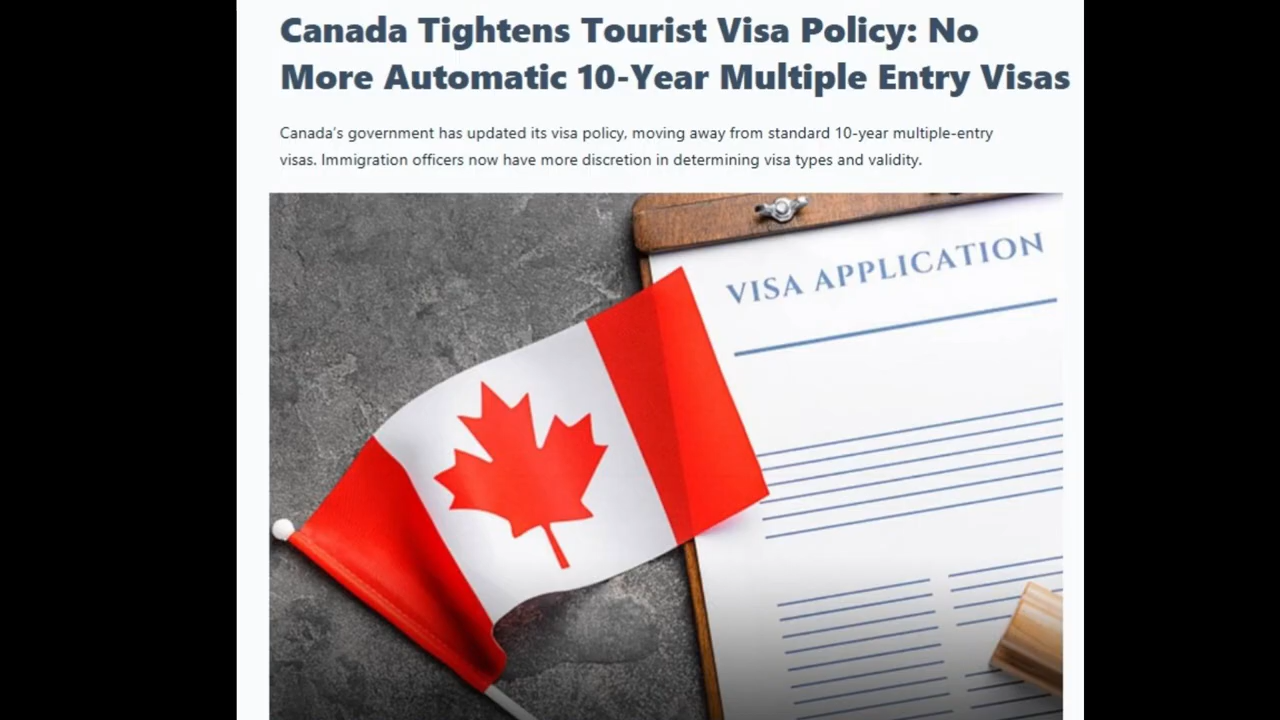 Canada Tightens Tourist Visa Policy: No
More Automatic 10-Year Multiple Entry Visas
Canada's government has updated its visa policy, moving away from standard 10-year multiple-entry
visas. Immigration officers now have more discretion in determining visa types and validity.
VISA APPLICATION